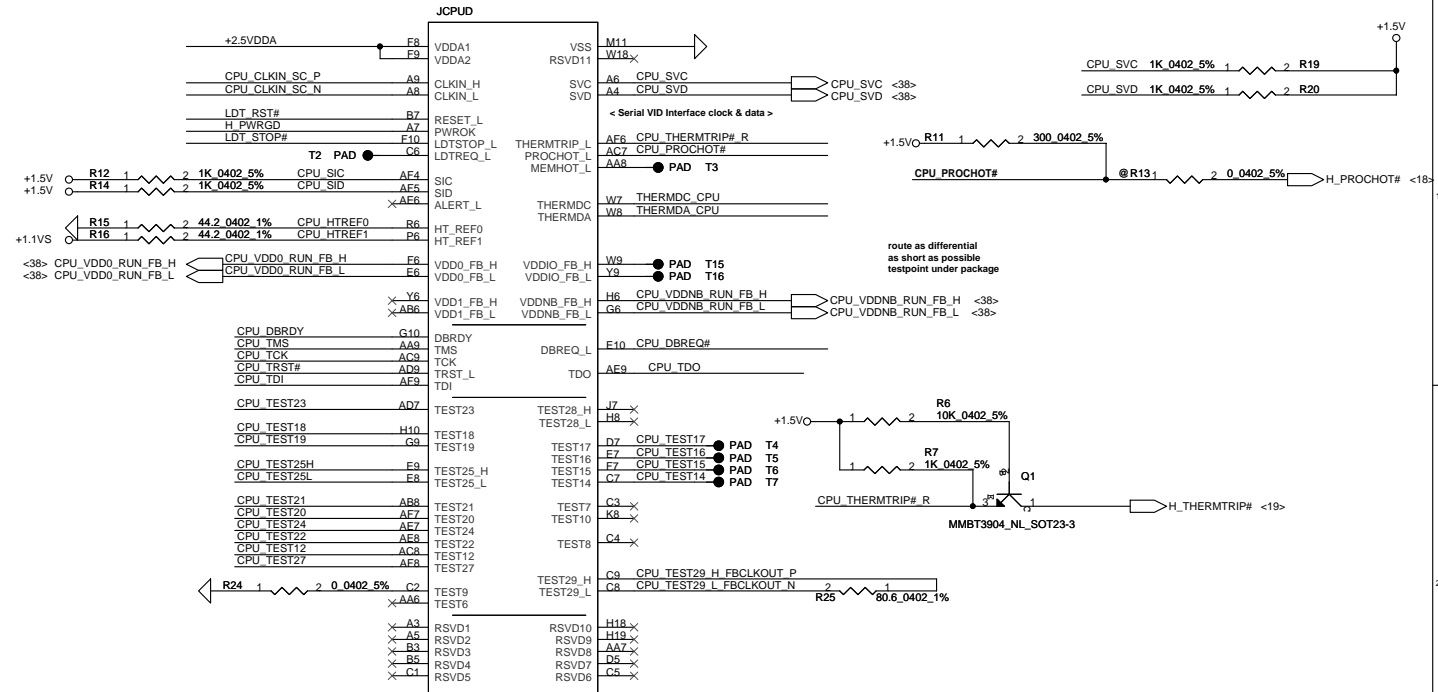 JCPUD
+2.5VDDA F8 VDDA1 VSS M11
F9 VDDA2 RSVD11 W18
CPU_CLKIN_SC_P A9 CLKIN_H SVC A6 CPU_SVC CPU_SVC <38>
CPU_CLKIN_SC_N A8 CLKIN_L SVD A4 CPU_SVD CPU_SVD <38>
< Serial VID Interface clock & data >
LDT_RST# B7 RESET_L
H_PWRGD A7 PWROK
LDT_STOP# F10 LDTSTOP_L THERMTRIP_L AF6 CPU_THERMTRIP#_R
T2 PAD C6 LDTREQ_L PROCHOT_L AC7 CPU_PROCHOT#
MEMHOT_L AA8 PAD T3
+1.5V R12 1 2 1K_0402_5% CPU_SIC AF4 SIC
+1.5V R14 1 2 1K_0402_5% CPU_SID AF5 SID
AE6 ALERT_L THERMDC W7 THERMDC_CPU
THERMDA W8 THERMDA_CPU
R15 1 2 44.2_0402_1% CPU_HTREF0 R6 HT_REF0
+1.1VS R16 1 2 44.2_0402_1% CPU_HTREF1 P6 HT_REF1
<38> CPU_VDD0_RUN_FB_H CPU_VDD0_RUN_FB_H F6 VDD0_FB_H VDDIO_FB_H W9 PAD T15
<38> CPU_VDD0_RUN_FB_L CPU_VDD0_RUN_FB_L E6 VDD0_FB_L VDDIO_FB_L Y9 PAD T16
Y6 VDD1_FB_H VDDNB_FB_H H6 CPU_VDDNB_RUN_FB_H CPU_VDDNB_RUN_FB_H <38>
AB6 VDD1_FB_L VDDNB_FB_L G6 CPU_VDDNB_RUN_FB_L CPU_VDDNB_RUN_FB_L <38>
CPU_DBRDY G10 DBRDY
CPU_TMS AA9 TMS DBREQ_L E10 CPU_DBREQ#
CPU_TCK AC9 TCK
CPU_TRST# AD9 TRST_L TDO AE9 CPU_TDO
CPU_TDI AF9 TDI
CPU_TEST23 AD7 TEST23 TEST28_H J7
TEST28_L H8
CPU_TEST18 H10 TEST18
CPU_TEST19 G9 TEST19 TEST17 D7 CPU_TEST17 PAD T4
TEST16 E7 CPU_TEST16 PAD T5
CPU_TEST25H E9 TEST25_H TEST15 F7 CPU_TEST15 PAD T6
CPU_TEST25L E8 TEST25_L TEST14 C7 CPU_TEST14 PAD T7
CPU_TEST21 AB8 TEST21 TEST7 C3
CPU_TEST20 AF7 TEST20 TEST10 K8
CPU_TEST24 AE7 TEST24
CPU_TEST22 AE8 TEST22 TEST8 C4
CPU_TEST12 AC8 TEST12
CPU_TEST27 AF8 TEST27
TEST29_H C9 CPU_TEST29_H_FBCLKOUT_P
R24 1 2 0_0402_5% C2 TEST9 TEST29_L C8 CPU_TEST29_L_FBCLKOUT_N
2 1
R25 80.6_0402_1%
AA6 TEST6
A3 RSVD1 RSVD10 H18
A5 RSVD2 RSVD9 H19
B3 RSVD3 RSVD8 AA7
B5 RSVD4 RSVD7 D5
C1 RSVD5 RSVD6 C5
+1.5V
CPU_SVC 1K_0402_5% 1 2 R19
CPU_SVD 1K_0402_5% 1 2 R20
+1.5V R11 1 2 300_0402_5%
CPU_PROCHOT# @R13 1 2 0_0402_5% H_PROCHOT# <18>
route as differential
as short as possible
testpoint under package
+1.5V 1 2 R6
10K_0402_5%
1 2 R7
1K_0402_5%
Q1
B
E
C
CPU_THERMTRIP#_R 3 1 H_THERMTRIP# <19>
MMBT3904_NL_SOT23-3
1
2